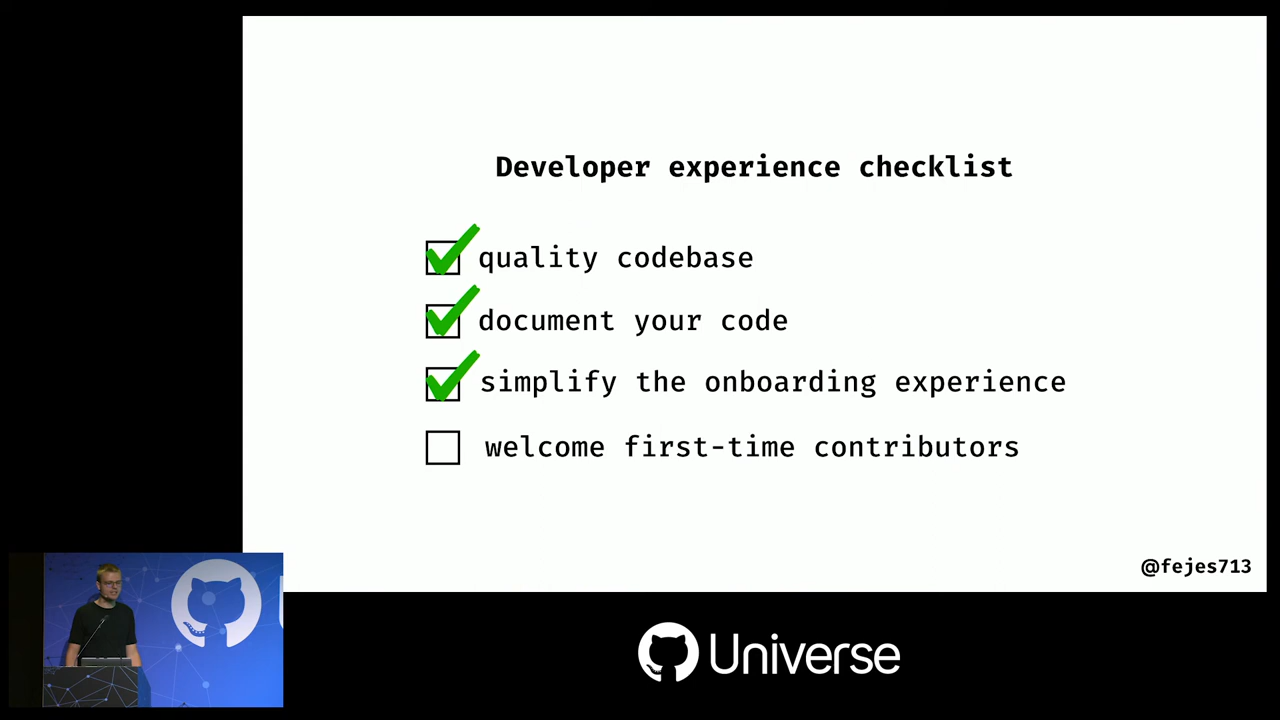 Developer experience checklist
quality codebase
document your code
simplify the onboarding experience
welcome first-time contributors
@fejes713
Universe